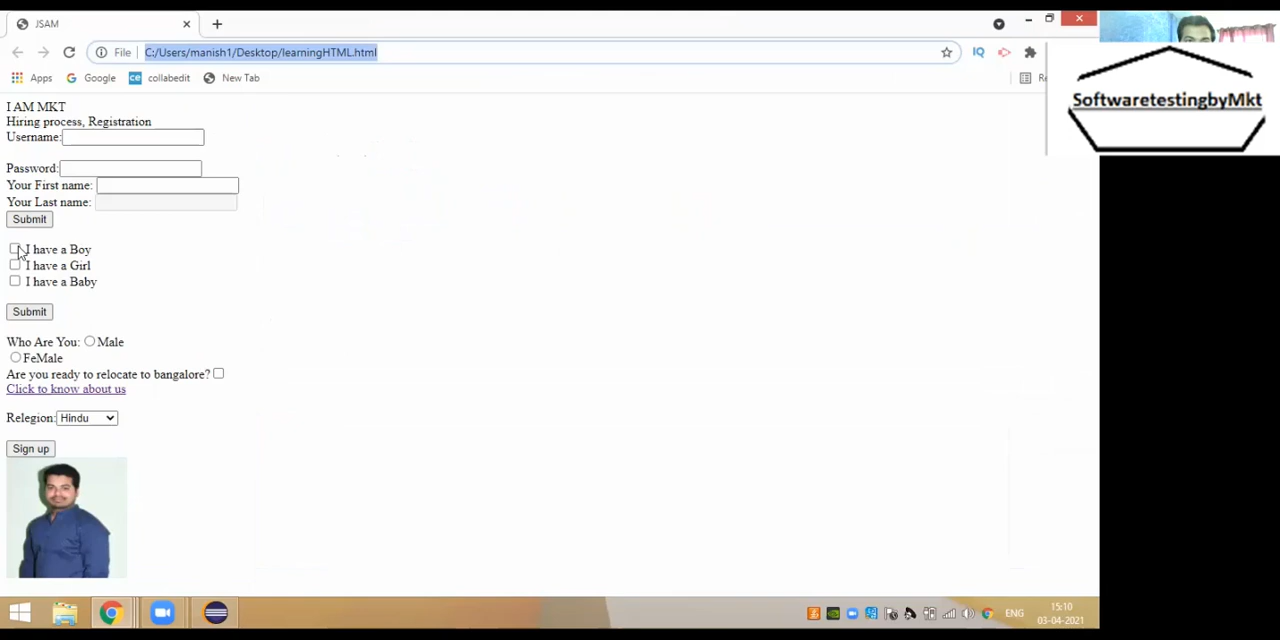 JSAM
File
C:/Users/manish1/Desktop/learningHTML.html
IQ
Apps
Google
ce
collabedit
New Tab
SoftwaretestingbyMkt
I AM MKT
Hiring process, Registration
Username:
Password:
Your First name:
Your Last name:
Submit
I have a Boy
I have a Girl
I have a Baby
Submit
Who Are You: Male
FeMale
Are you ready to relocate to bangalore?
Click to know about us
Relegion: Hindu
Sign up
ENG
15:10
03-04-2021